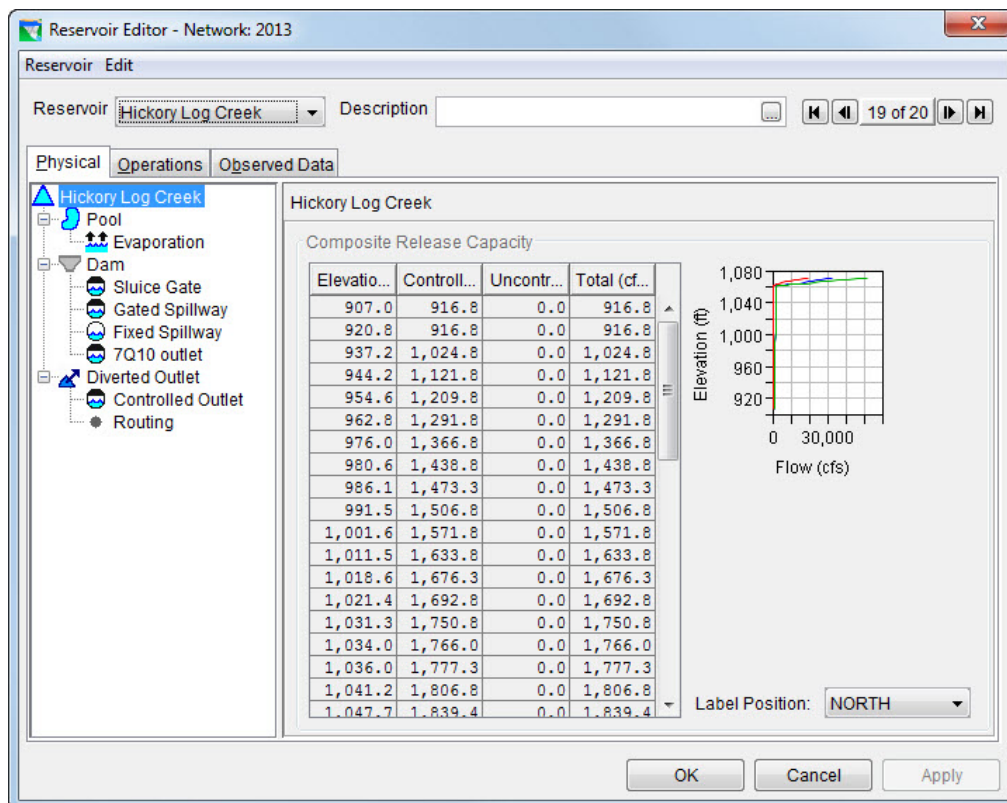 Reservoir Editor - Network: 2013
Reservoir Edit
Reservoir Hickory Log Creek Description ... 19 of 20
Physical Operations Observed Data
Hickory Log Creek
Pool
Evaporation
Dam
Sluice Gate
Gated Spillway
Fixed Spillway
7Q10 outlet
Diverted Outlet
Controlled Outlet
Routing
Hickory Log Creek
Composite Release Capacity
Elevatio... Controll... Uncontr... Total (cf...
907.0 916.8 0.0 916.8
920.8 916.8 0.0 916.8
937.2 1,024.8 0.0 1,024.8
944.2 1,121.8 0.0 1,121.8
954.6 1,209.8 0.0 1,209.8
962.8 1,291.8 0.0 1,291.8
976.0 1,366.8 0.0 1,366.8
980.6 1,438.8 0.0 1,438.8
986.1 1,473.3 0.0 1,473.3
991.5 1,506.8 0.0 1,506.8
1,001.6 1,571.8 0.0 1,571.8
1,011.5 1,633.8 0.0 1,633.8
1,018.6 1,676.3 0.0 1,676.3
1,021.4 1,692.8 0.0 1,692.8
1,031.3 1,750.8 0.0 1,750.8
1,034.0 1,766.0 0.0 1,766.0
1,036.0 1,777.3 0.0 1,777.3
1,041.2 1,806.8 0.0 1,806.8
1,047.7 1,839.4 0.0 1,839.4
Elevation (ft)
1,080
1,040
1,000
960
920
0 30,000
Flow (cfs)
Label Position: NORTH
OK Cancel Apply